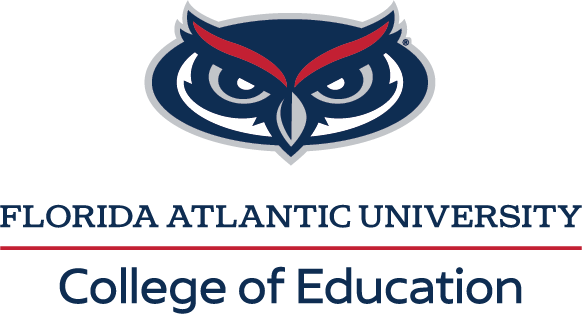 ®
FLORIDA ATLANTIC UNIVERSITY
College of Education